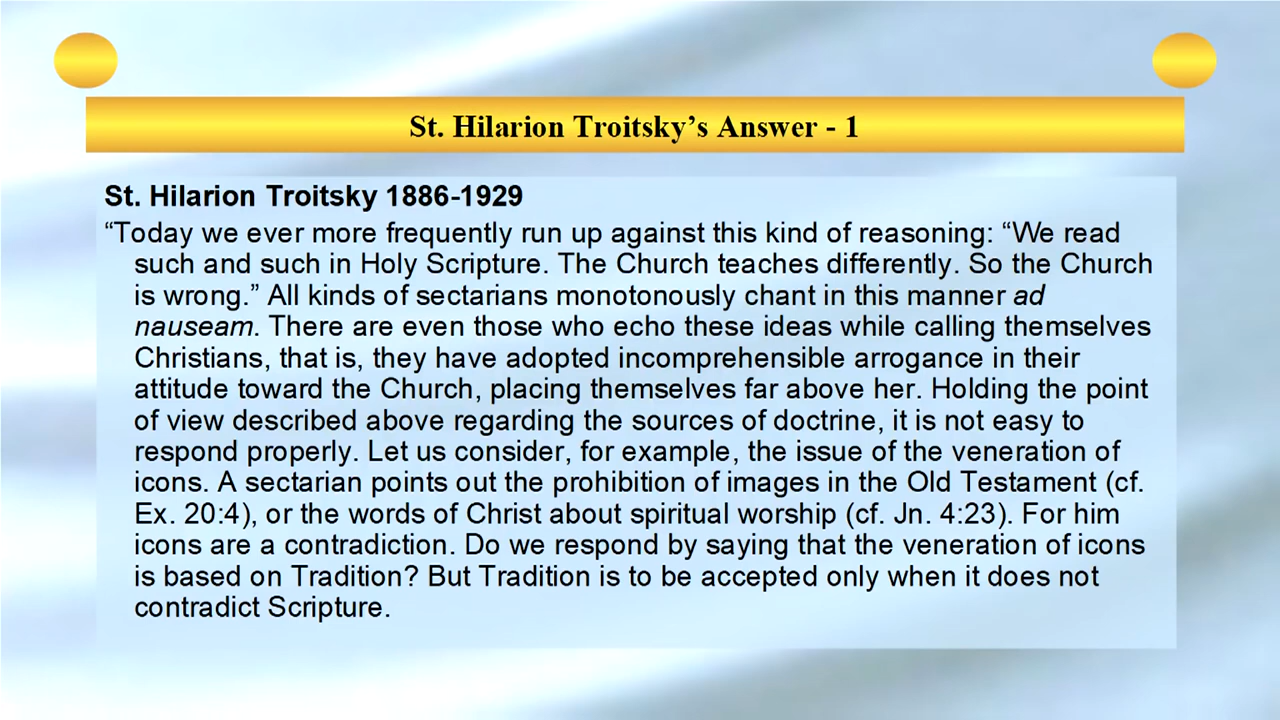 St. Hilarion Troitsky’s Answer - 1
St. Hilarion Troitsky 1886-1929
“Today we ever more frequently run up against this kind of reasoning: “We read
such and such in Holy Scripture. The Church teaches differently. So the Church
is wrong.” All kinds of sectarians monotonously chant in this manner ad
nauseam. There are even those who echo these ideas while calling themselves
Christians, that is, they have adopted incomprehensible arrogance in their
attitude toward the Church, placing themselves far above her. Holding the point
of view described above regarding the sources of doctrine, it is not easy to
respond properly. Let us consider, for example, the issue of the veneration of
icons. A sectarian points out the prohibition of images in the Old Testament (cf.
Ex. 20:4), or the words of Christ about spiritual worship (cf. Jn. 4:23). For him
icons are a contradiction. Do we respond by saying that the veneration of icons
is based on Tradition? But Tradition is to be accepted only when it does not
contradict Scripture.